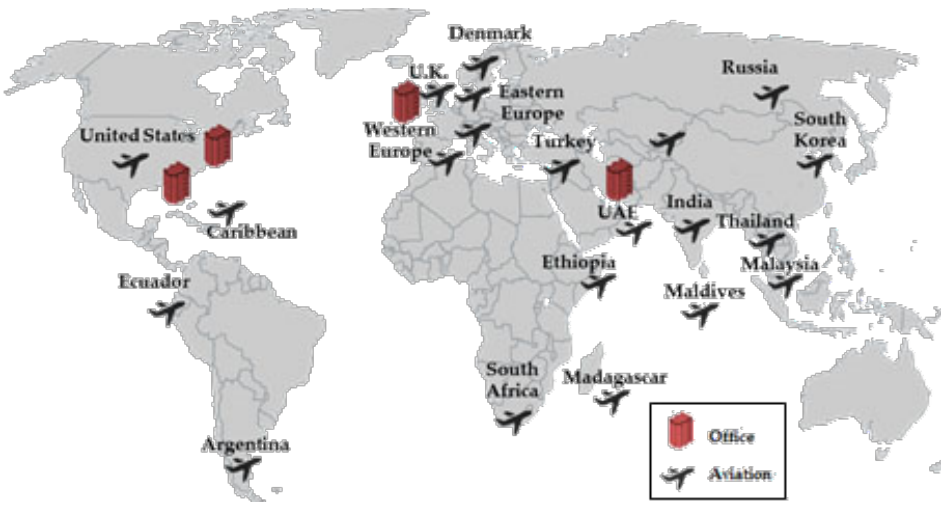 Denmark
U.K.
Eastern
Europe
Russia
United States
Western
Europe
Turkey
South
Korea
Caribbean
UAE
India
Thailand
Ecuador
Ethiopia
Malaysia
Maldives
South
Africa
Madagascar
Argentina
Office
Aviation